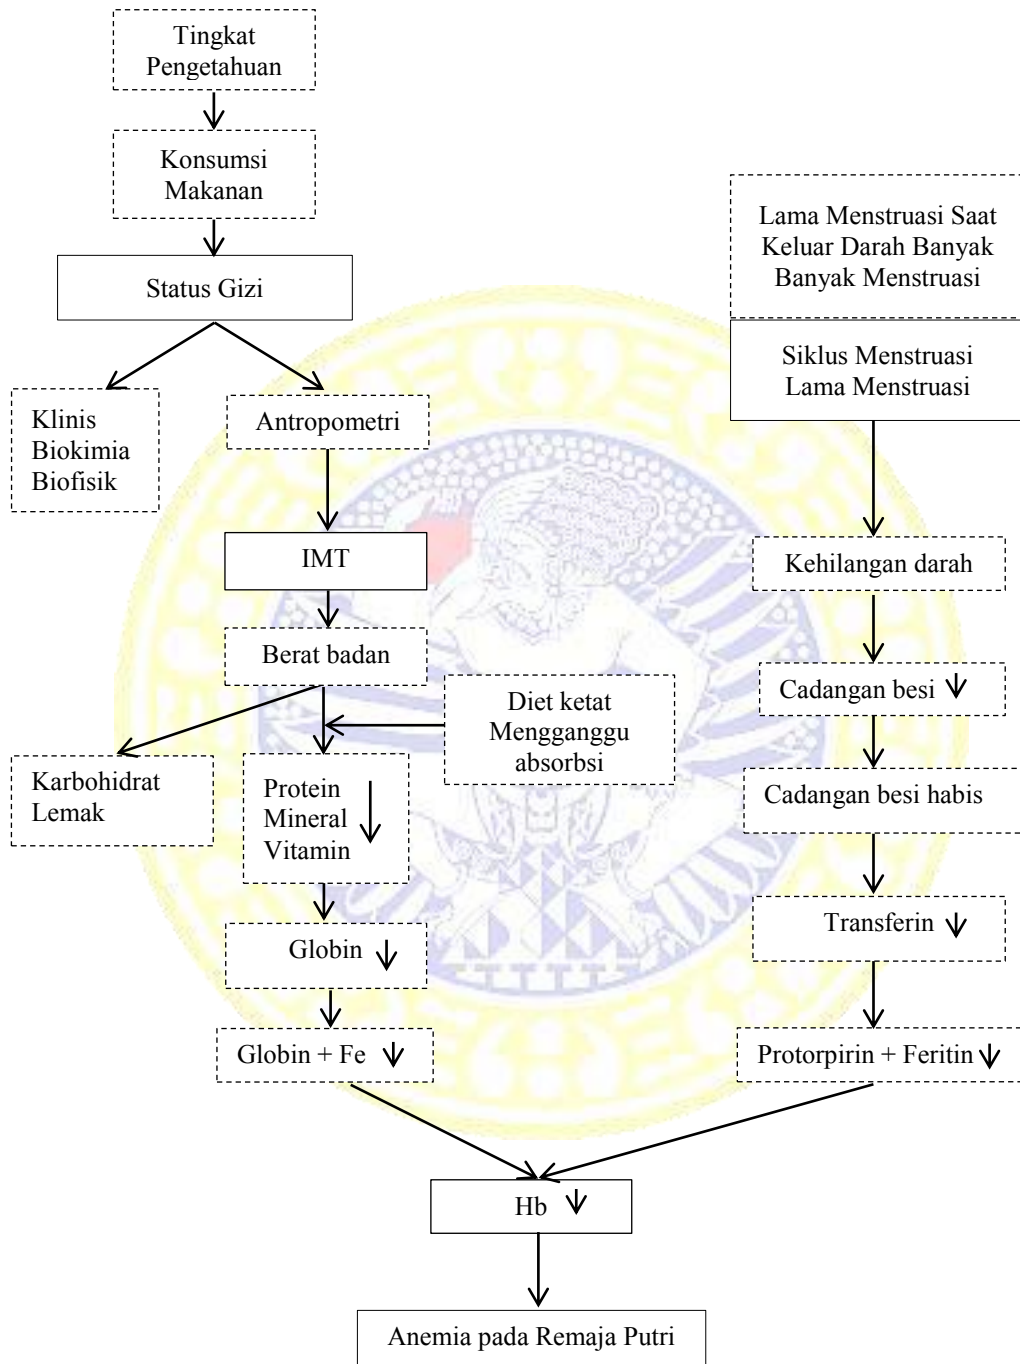 Tingkat
Pengetahuan
Konsumsi
Makanan
Lama Menstruasi Saat
Keluar Darah Banyak
Banyak Menstruasi
Status Gizi
Siklus Menstruasi
Lama Menstruasi
Klinis
Biokimia
Biofisik
Antropometri
IMT
Kehilangan darah
Berat badan
Cadangan besi
Diet ketat
Mengganggu
absorbsi
Karbohidrat
Lemak
Protein
Mineral
Vitamin
Cadangan besi habis
Globin
Transferin
Globin + Fe
Protorpirin + Feritin
Hb
Anemia pada Remaja Putri